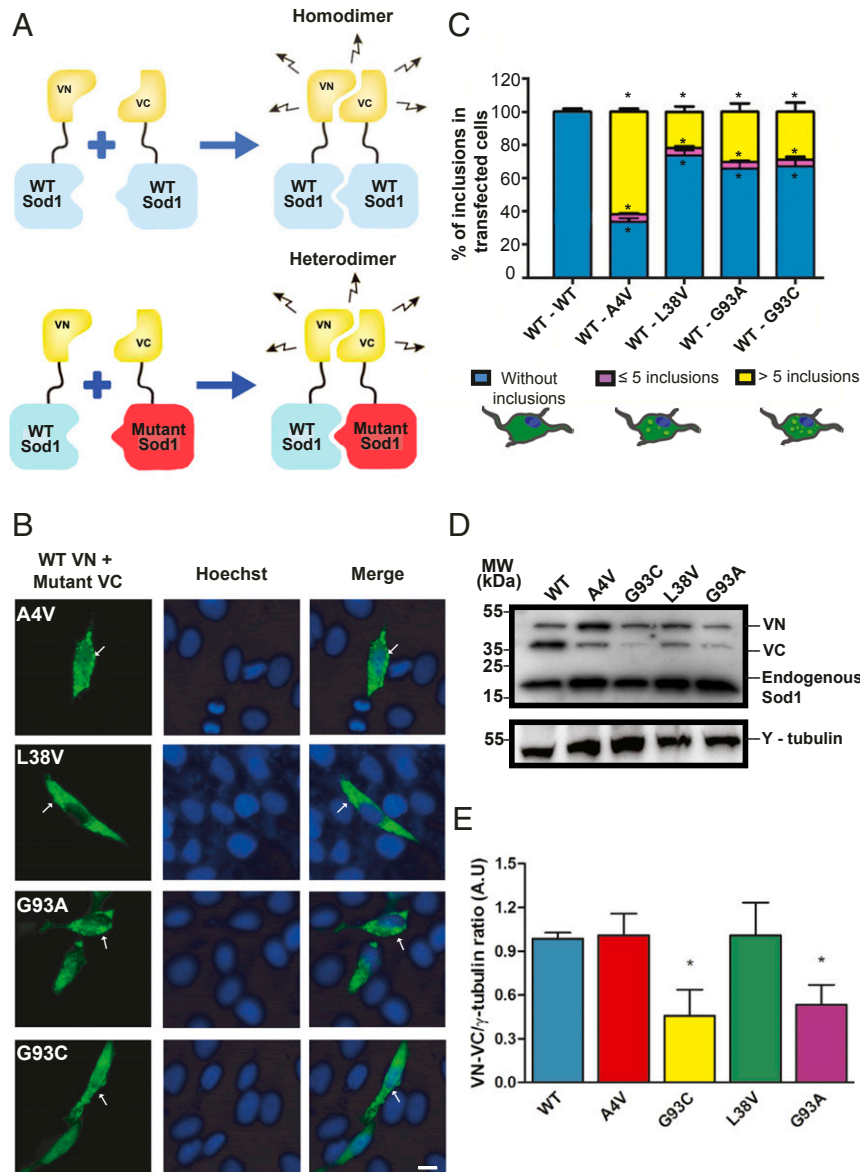 A
Homodimer
VN
VC
VN
VC
WT
Sod1
WT
Sod1
WT
Sod1
WT
Sod1
Heterodimer
VN
VC
VN
VC
WT
Sod1
Mutant
Sod1
WT
Sod1
Mutant
Sod1
B
WT VN +
Mutant VC
Hoechst
Merge
A4V
L38V
G93A
G93C
C
% of inclusions in
transfected cells
120
100
80
60
40
20
0
* * * *
* * * *
* * * *
WT - WT
WT - A4V
WT - L38V
WT - G93A
WT - G93C
Without
inclusions
≤ 5 inclusions
> 5 inclusions
D
MW
(kDa)
WT
A4V
G93C
L38V
G93A
55
35
25
15
VN
VC
Endogenous
Sod1
55
Y - tubulin
E
VN-VC/γ-tubulin ratio (A.U)
1.5
1.2
0.9
0.6
0.3
0.0
* *
WT
A4V
G93C
L38V
G93A